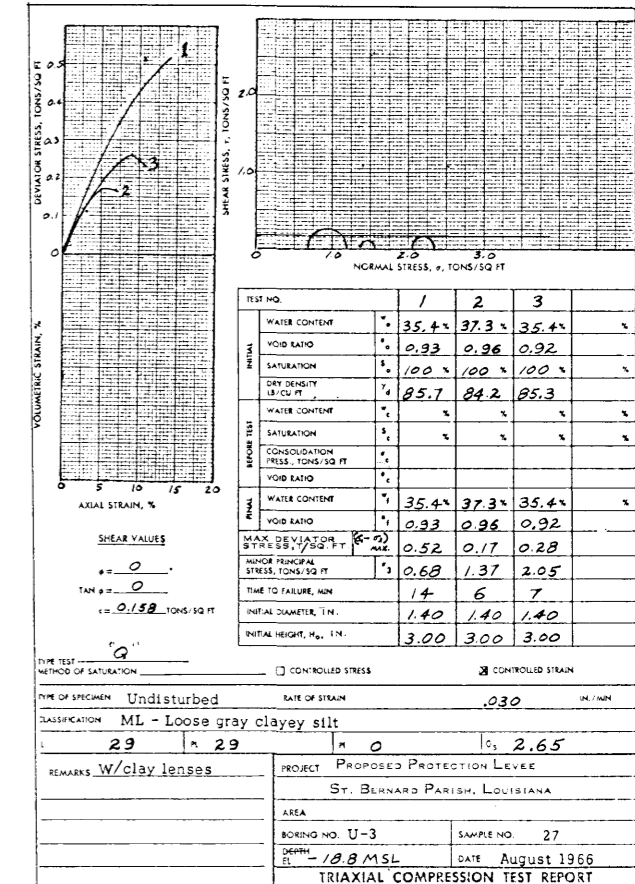 DEVIATOR STRESS, TONS/SQ FT
0.5
0.4
0.3
0.2
0.1
0
1
3
2
SHEAR STRESS, τ, TONS/SQ FT
2.0
1.0
0 1.0 2.0 3.0
NORMAL STRESS, σ, TONS/SQ FT
VOLUMETRIC STRAIN, %
0 5 10 15 20
AXIAL STRAIN, %
SHEAR VALUES
φ = 0 °
TAN φ = 0
c = 0.158 TONS/SQ FT
TEST NO. 1 2 3
INITIAL
WATER CONTENT w₀ 35.4 % 37.3 % 35.4 % %
VOID RATIO e₀ 0.93 0.96 0.92
SATURATION S₀ 100 % 100 % 100 % %
DRY DENSITY LB/CU FT γd 85.7 84.2 85.3
BEFORE TEST
WATER CONTENT wc % % % %
SATURATION Sc % % % %
CONSOLIDATION PRESS., TONS/SQ FT σc
VOID RATIO ec
FINAL
WATER CONTENT wf 35.4 % 37.3 % 35.4 % %
VOID RATIO ef 0.93 0.96 0.92
MAX DEVIATOR STRESS, T/SQ. FT (σ₁-σ₃) MAX. 0.52 0.17 0.28
MINOR PRINCIPAL STRESS, TONS/SQ FT σ₃ 0.68 1.37 2.05
TIME TO FAILURE, MIN 14 6 7
INITIAL DIAMETER, IN. 1.40 1.40 1.40
INITIAL HEIGHT, H₀, IN. 3.00 3.00 3.00
TYPE TEST "Q"
METHOD OF SATURATION
CONTROLLED STRESS
CONTROLLED STRAIN
TYPE OF SPECIMEN Undisturbed RATE OF STRAIN .030 IN./MIN
CLASSIFICATION ML - Loose gray clayey silt
L 29 PL 29 PI 0 Gs 2.65
REMARKS W/clay lenses
PROJECT PROPOSED PROTECTION LEVEE
ST. BERNARD PARISH, LOUISIANA
AREA
BORING NO. U-3 SAMPLE NO. 27
DEPTH
EL -18.8 MSL DATE August 1966
TRIAXIAL COMPRESSION TEST REPORT